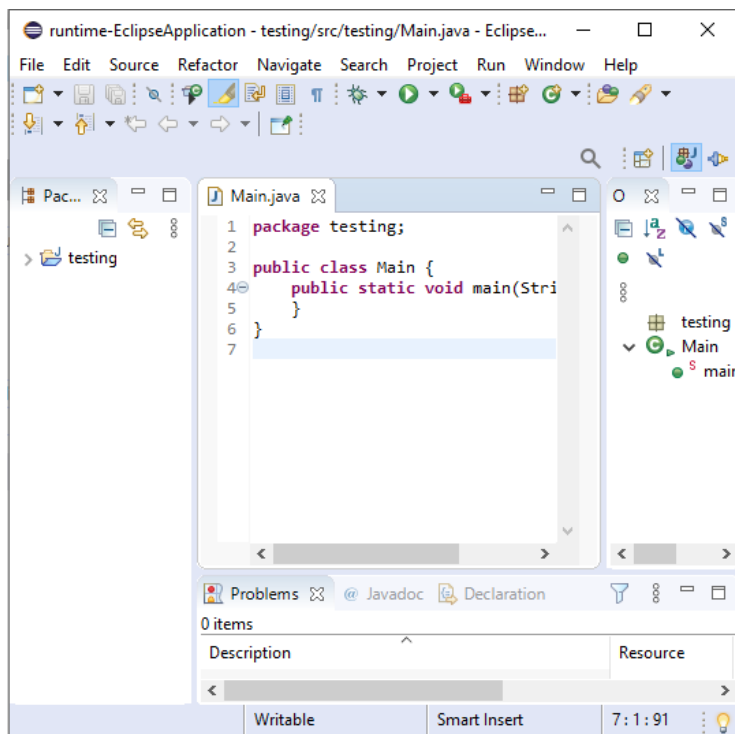 runtime-EclipseApplication - testing/src/testing/Main.java - Eclipse...
File Edit Source Refactor Navigate Search Project Run Window Help
Pac...
testing
Main.java
1 package testing;
2
3 public class Main {
4 public static void main(Stri
5 }
6 }
7
O
testing
Main
main
Problems @ Javadoc Declaration
0 items
Description Resource
Writable Smart Insert 7:1:91